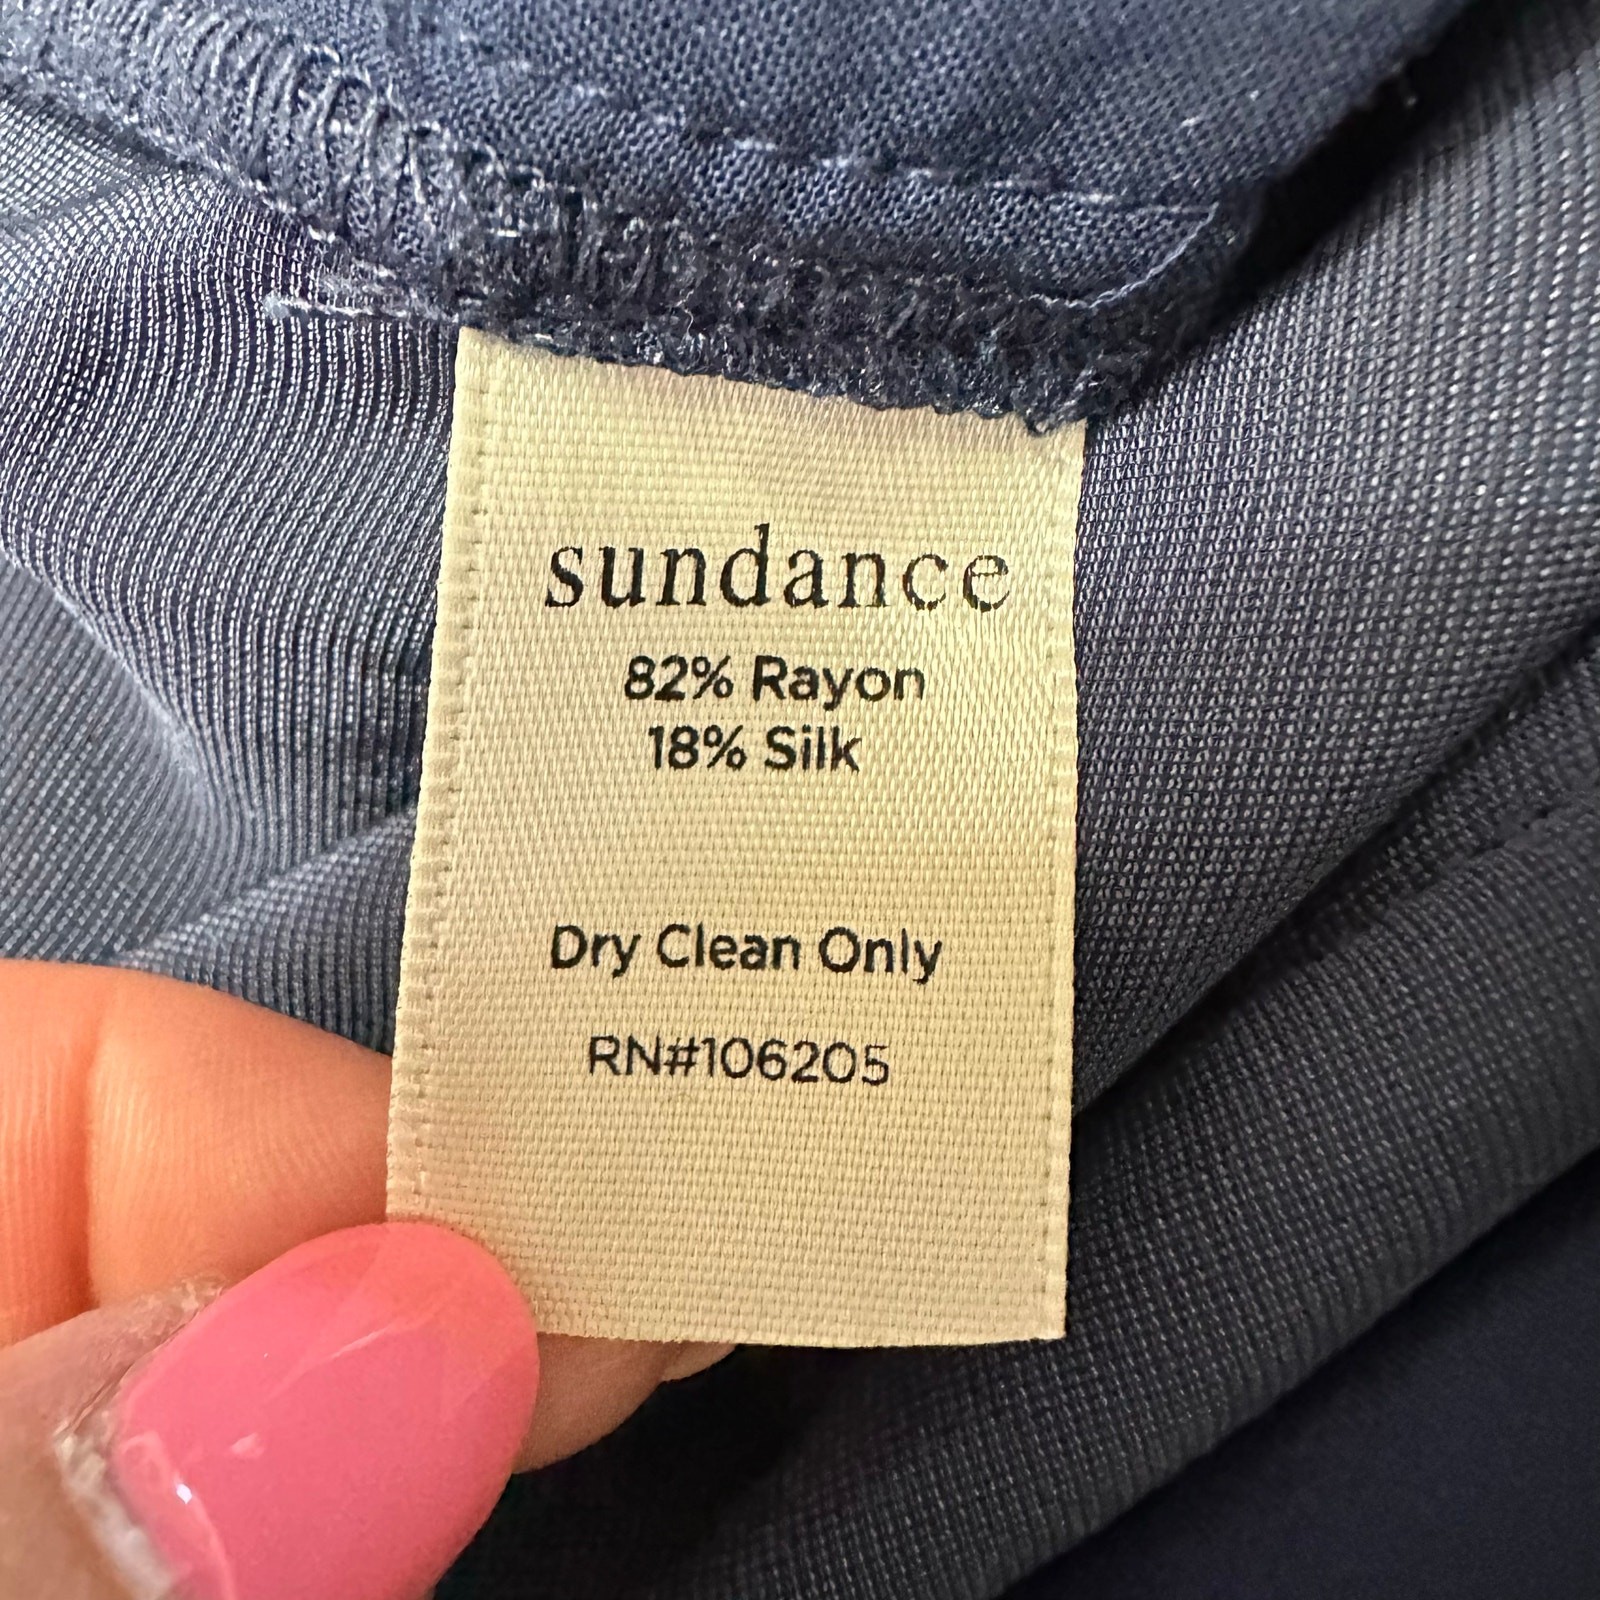 sundance
82% Rayon
18% Silk
Dry Clean Only
RN#106205